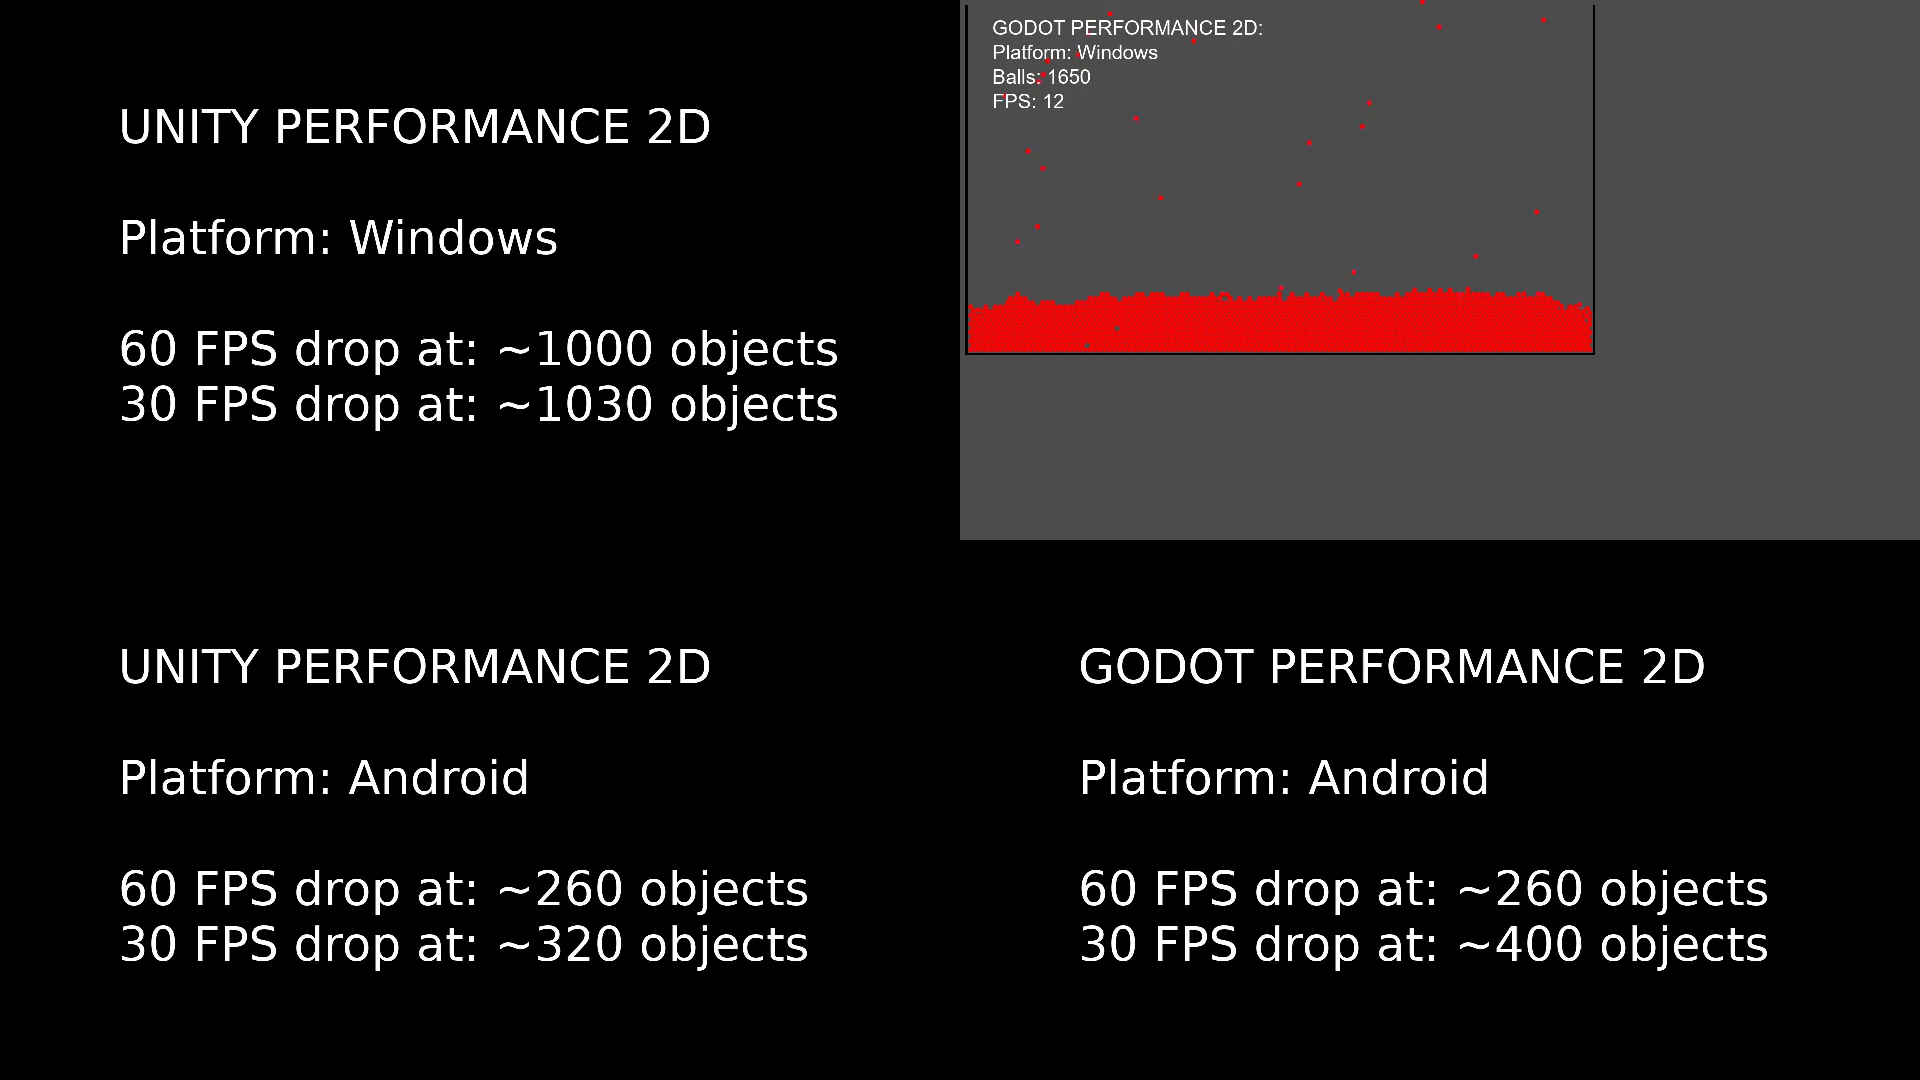 UNITY PERFORMANCE 2D
Platform: Windows
60 FPS drop at: ~1000 objects
30 FPS drop at: ~1030 objects
GODOT PERFORMANCE 2D:
Platform: Windows
Balls: 1650
FPS: 12
UNITY PERFORMANCE 2D
Platform: Android
60 FPS drop at: ~260 objects
30 FPS drop at: ~320 objects
GODOT PERFORMANCE 2D
Platform: Android
60 FPS drop at: ~260 objects
30 FPS drop at: ~400 objects